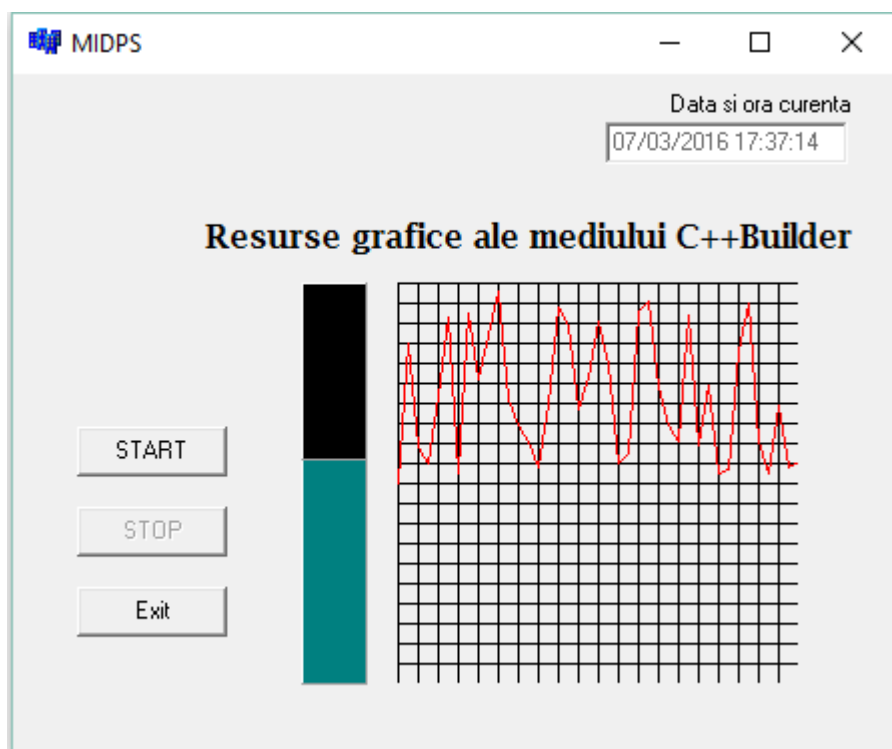 MIDPS
Data si ora curenta
07/03/2016 17:37:14
Resurse grafice ale mediului C++Builder
START
STOP
Exit